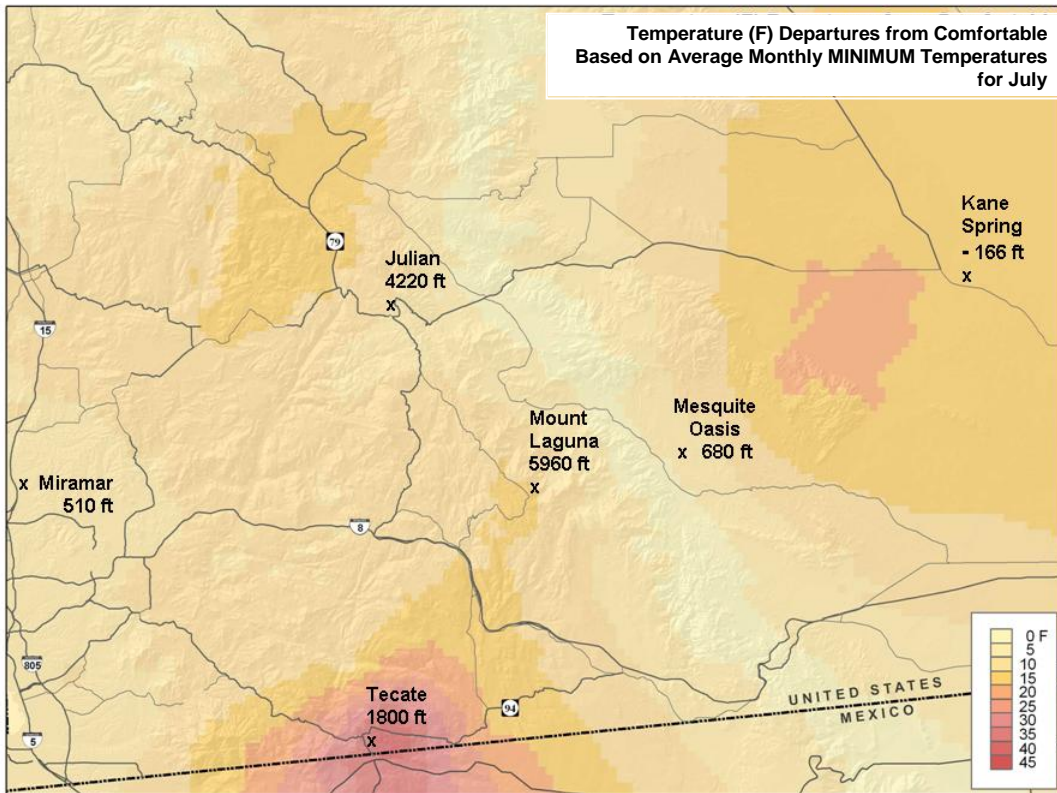 Temperature (F) Departures from Comfortable
Based on Average Monthly MINIMUM Temperatures
for July
Kane
Spring
- 166 ft
x
79
Julian
4220 ft
x
15
Mount
Laguna
5960 ft
x
Mesquite
Oasis
x 680 ft
x Miramar
510 ft
8
805
Tecate
1800 ft
x
94
5
UNITED STATES
MEXICO
0 F
5
10
15
20
25
30
35
40
45